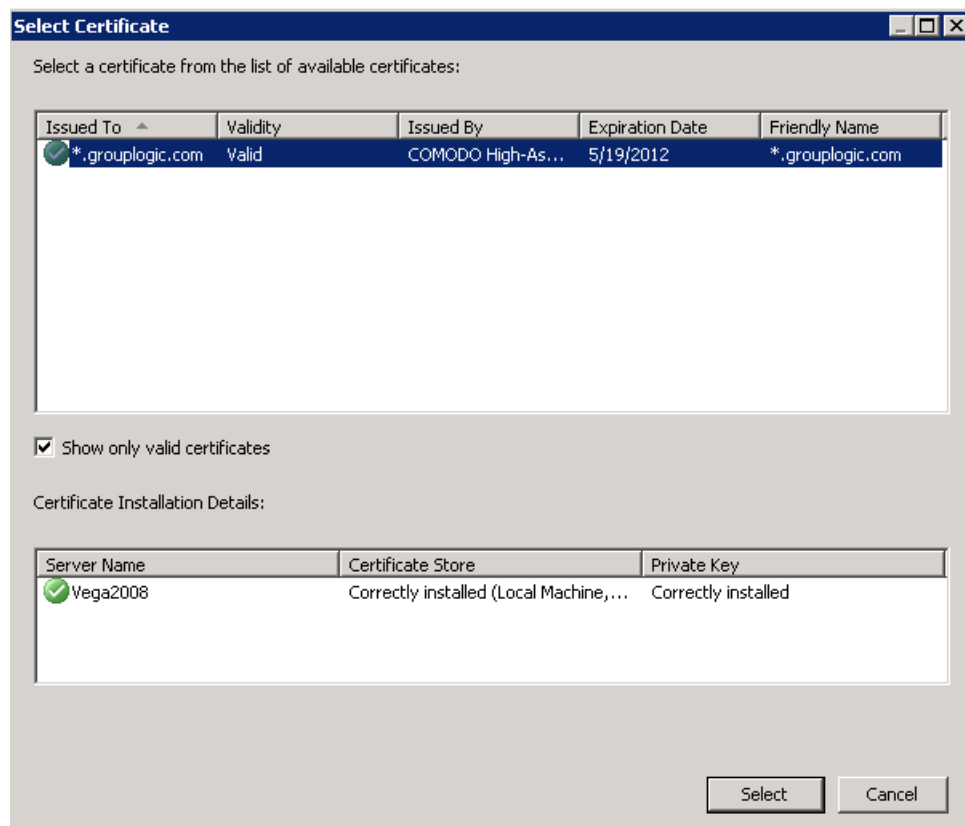 Select Certificate
Select a certificate from the list of available certificates:
Issued To Validity Issued By Expiration Date Friendly Name
*.grouplogic.com Valid COMODO High-As... 5/19/2012 *.grouplogic.com
Show only valid certificates
Certificate Installation Details:
Server Name Certificate Store Private Key
Vega2008 Correctly installed (Local Machine,... Correctly installed
Select Cancel